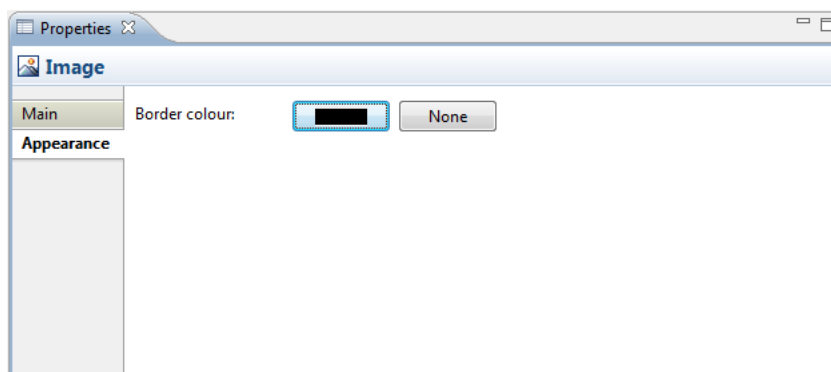 Properties
Image
Main
Border colour:
None
Appearance